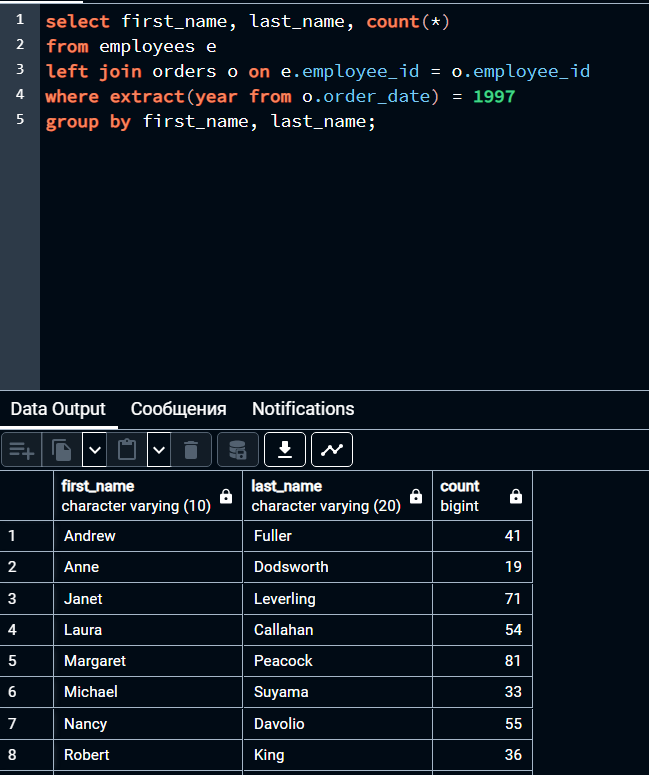 1 select first_name, last_name, count(*)
2 from employees e
3 left join orders o on e.employee_id = o.employee_id
4 where extract(year from o.order_date) = 1997
5 group by first_name, last_name;
Data Output Сообщения Notifications
first_name last_name count
character varying (10) character varying (20) bigint
1 Andrew Fuller 41
2 Anne Dodsworth 19
3 Janet Leverling 71
4 Laura Callahan 54
5 Margaret Peacock 81
6 Michael Suyama 33
7 Nancy Davolio 55
8 Robert King 36